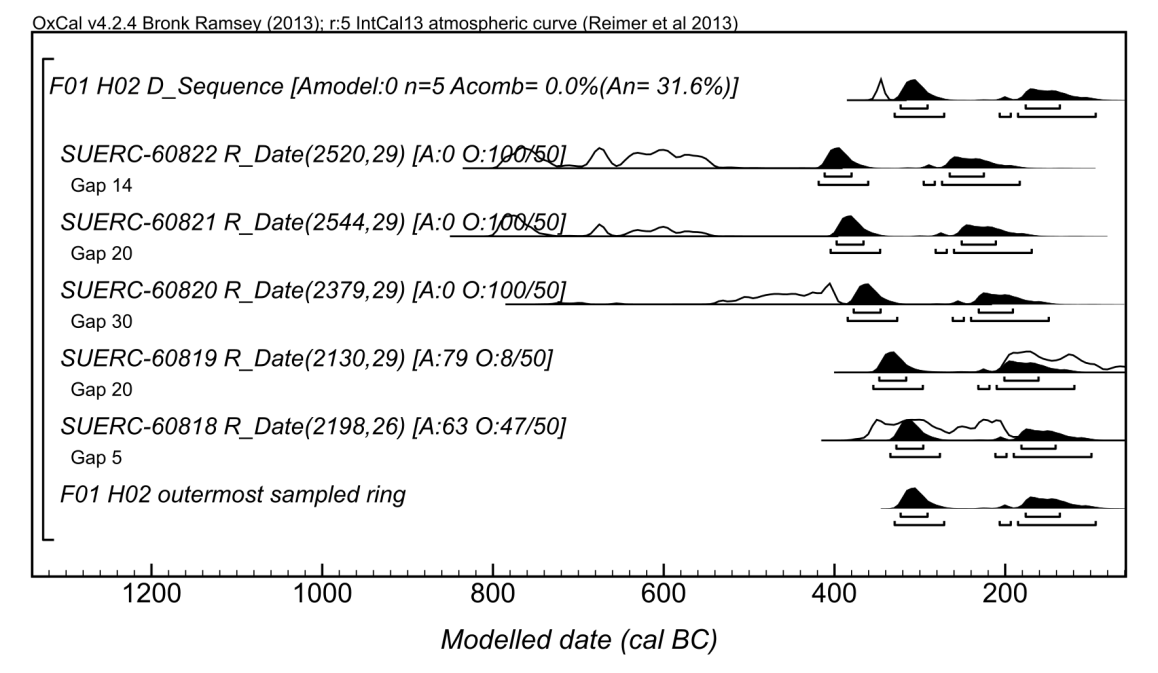 OxCal v4.2.4 Bronk Ramsey (2013); r:5 IntCal13 atmospheric curve (Reimer et al 2013)
F01 H02 D_Sequence [Amodel:0 n=5 Acomb= 0.0%(An= 31.6%)]
SUERC-60822 R_Date(2520,29) [A:0 O:100/50]
Gap 14
SUERC-60821 R_Date(2544,29) [A:0 O:100/50]
Gap 20
SUERC-60820 R_Date(2379,29) [A:0 O:100/50]
Gap 30
SUERC-60819 R_Date(2130,29) [A:79 O:8/50]
Gap 20
SUERC-60818 R_Date(2198,26) [A:63 O:47/50]
Gap 5
F01 H02 outermost sampled ring
1200 1000 800 600 400 200
Modelled date (cal BC)